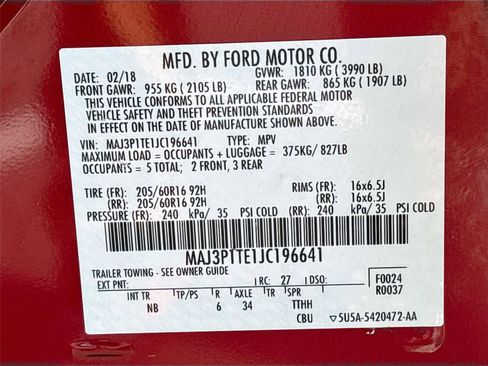 MFD. BY FORD MOTOR CO.
DATE: 02/18 GVWR: 1810 KG ( 3990 LB)
FRONT GAWR: 955 KG ( 2105 LB) REAR GAWR: 865 KG ( 1907 LB)
THIS VEHICLE CONFORMS TO ALL APPLICABLE FEDERAL MOTOR
VEHICLE SAFETY AND THEFT PREVENTION STANDARDS
IN EFFECT ON THE DATE OF MANUFACTURE SHOWN ABOVE.
VIN: MAJ3P1TE1JC196641 TYPE: MPV
MAXIMUM LOAD = OCCUPANTS + LUGGAGE = 375KG/ 827LB
OCCUPANTS = 5 TOTAL; 2 FRONT, 3 REAR
TIRE (FR): 205/60R16 92H RIMS (FR): 16x6.5J
(RR): 205/60R16 92H (RR): 16x6.5J
PRESSURE (FR): 240 kPa/ 35 PSI COLD (RR): 240 kPa/ 35 PSI COLD
MAJ3P1TE1JC196641
TRAILER TOWING - SEE OWNER GUIDE
EXT PNT: RC: 27 DSO: F0024
R0037
INT TR TP/PS R AXLE TR SPR
NB 6 34 TTHH
CBU ▽5U5A-5420472-AA